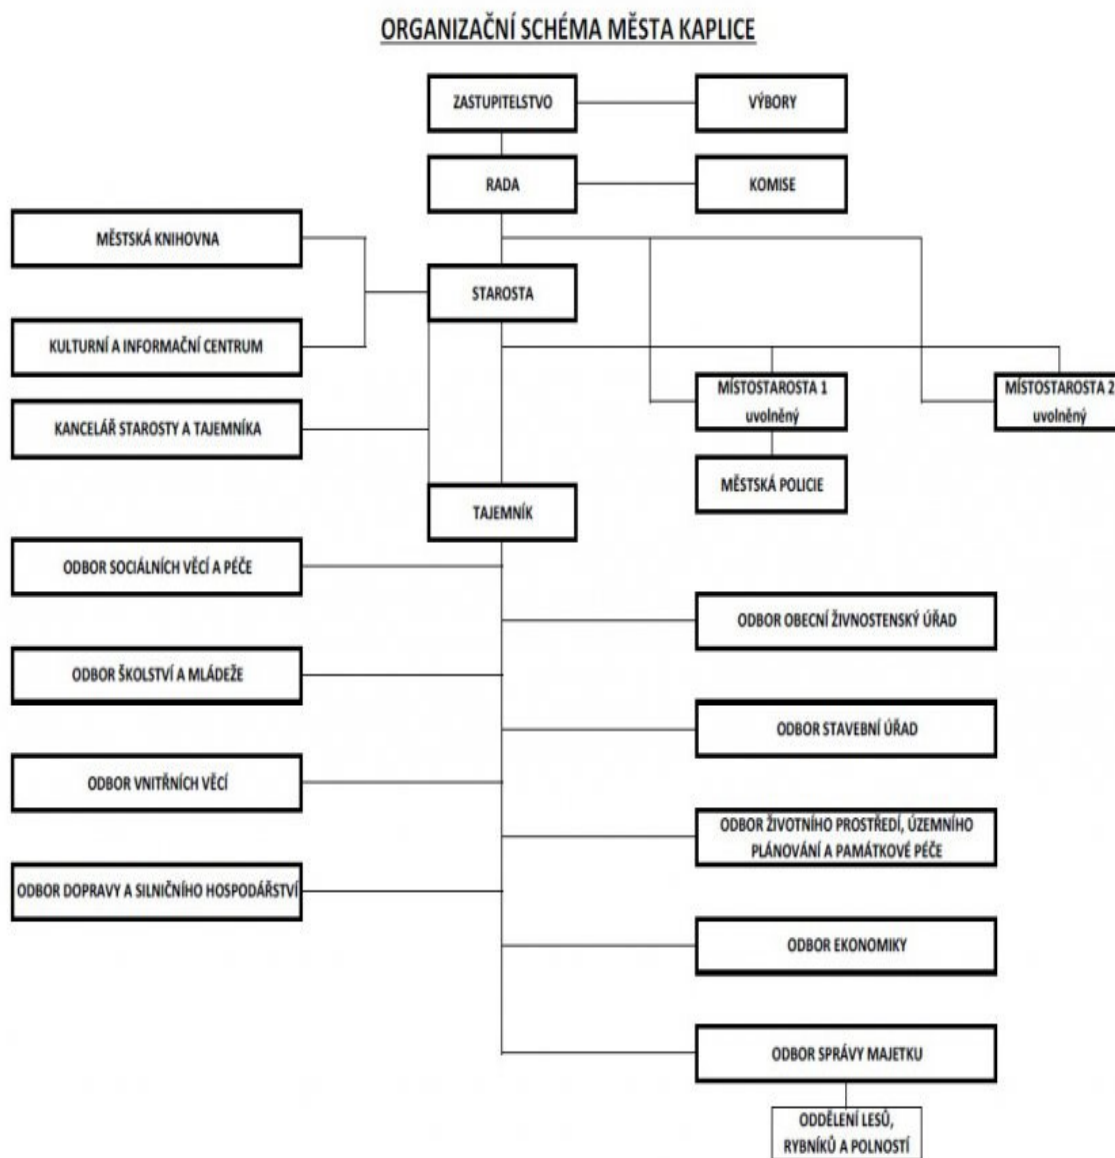 ORGANIZAČNÍ SCHÉMA MĚSTA KAPLICE
ZASTUPITELSTVO
VÝBORY
RADA
KOMISE
MĚSTSKÁ KNIHOVNA
STAROSTA
KULTURNÍ A INFORMAČNÍ CENTRUM
MÍSTOSTAROSTA 1
uvolněný
MÍSTOSTAROSTA 2
uvolněný
KANCELÁŘ STAROSTY A TAJEMNÍKA
MĚSTSKÁ POLICIE
TAJEMNÍK
ODBOR SOCIÁLNÍCH VĚCÍ A PÉČE
ODBOR OBECNÍ ŽIVNOSTENSKÝ ÚŘAD
ODBOR ŠKOLSTVÍ A MLÁDEŽE
ODBOR STAVEBNÍ ÚŘAD
ODBOR VNITŘNÍCH VĚCÍ
ODBOR ŽIVOTNÍHO PROSTŘEDÍ, ÚZEMNÍHO
PLÁNOVÁNÍ A PAMÁTKOVÉ PÉČE
ODBOR DOPRAVY A SILNIČNÍHO HOSPODÁŘSTVÍ
ODBOR EKONOMIKY
ODBOR SPRÁVY MAJETKU
ODDĚLENÍ LESŮ,
RYBNÍKŮ A POLNOSTÍ